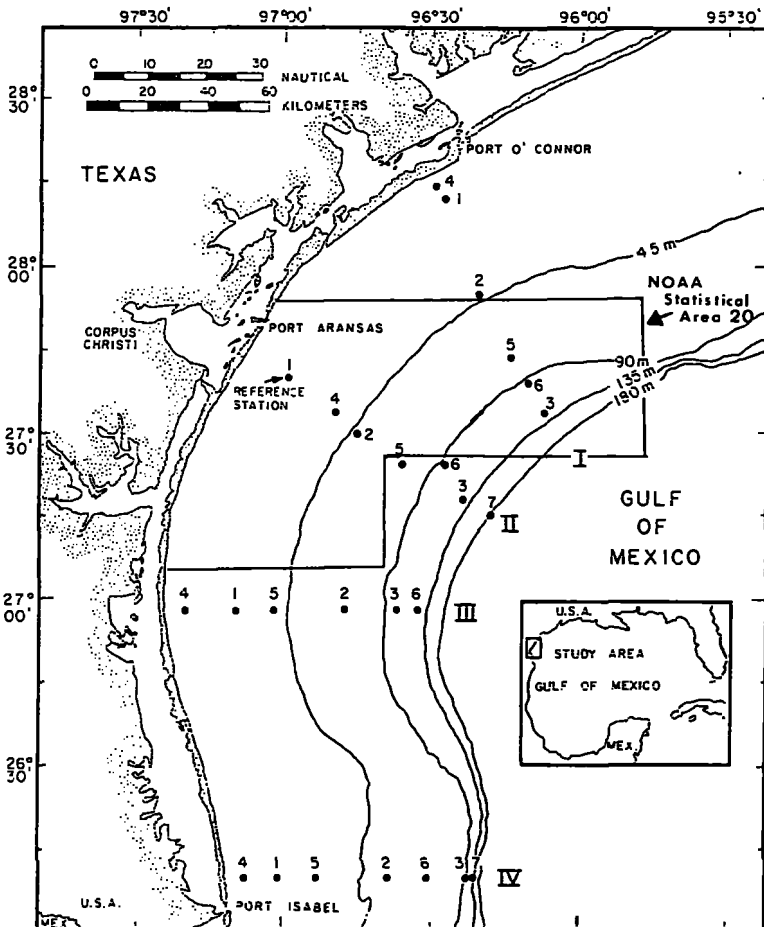 97°30' 97°00' 96°30' 96°00' 95°30'
0 10 20 30 NAUTICAL
0 20 40 60 KILOMETERS
28°
30'
TEXAS
PORT O' CONNOR
4
1
28°
00'
45 m
2
NOAA
Statistical
Area 20
PORT ARANSAS
CORPUS
CHRISTI
5
90m
1
6
135 m
REFERENCE
STATION
3
180m
4
2
27°
30'
5
6
I
3
7
II
GULF
OF
MEXICO
27°
00'
4 1 5 2 3 6 III
U.S.A.
STUDY AREA
GULF OF MEXICO
MEX.
26°
30'
4 1 5 2 6 3 7 IV
U.S.A.
PORT ISABEL
MEX.